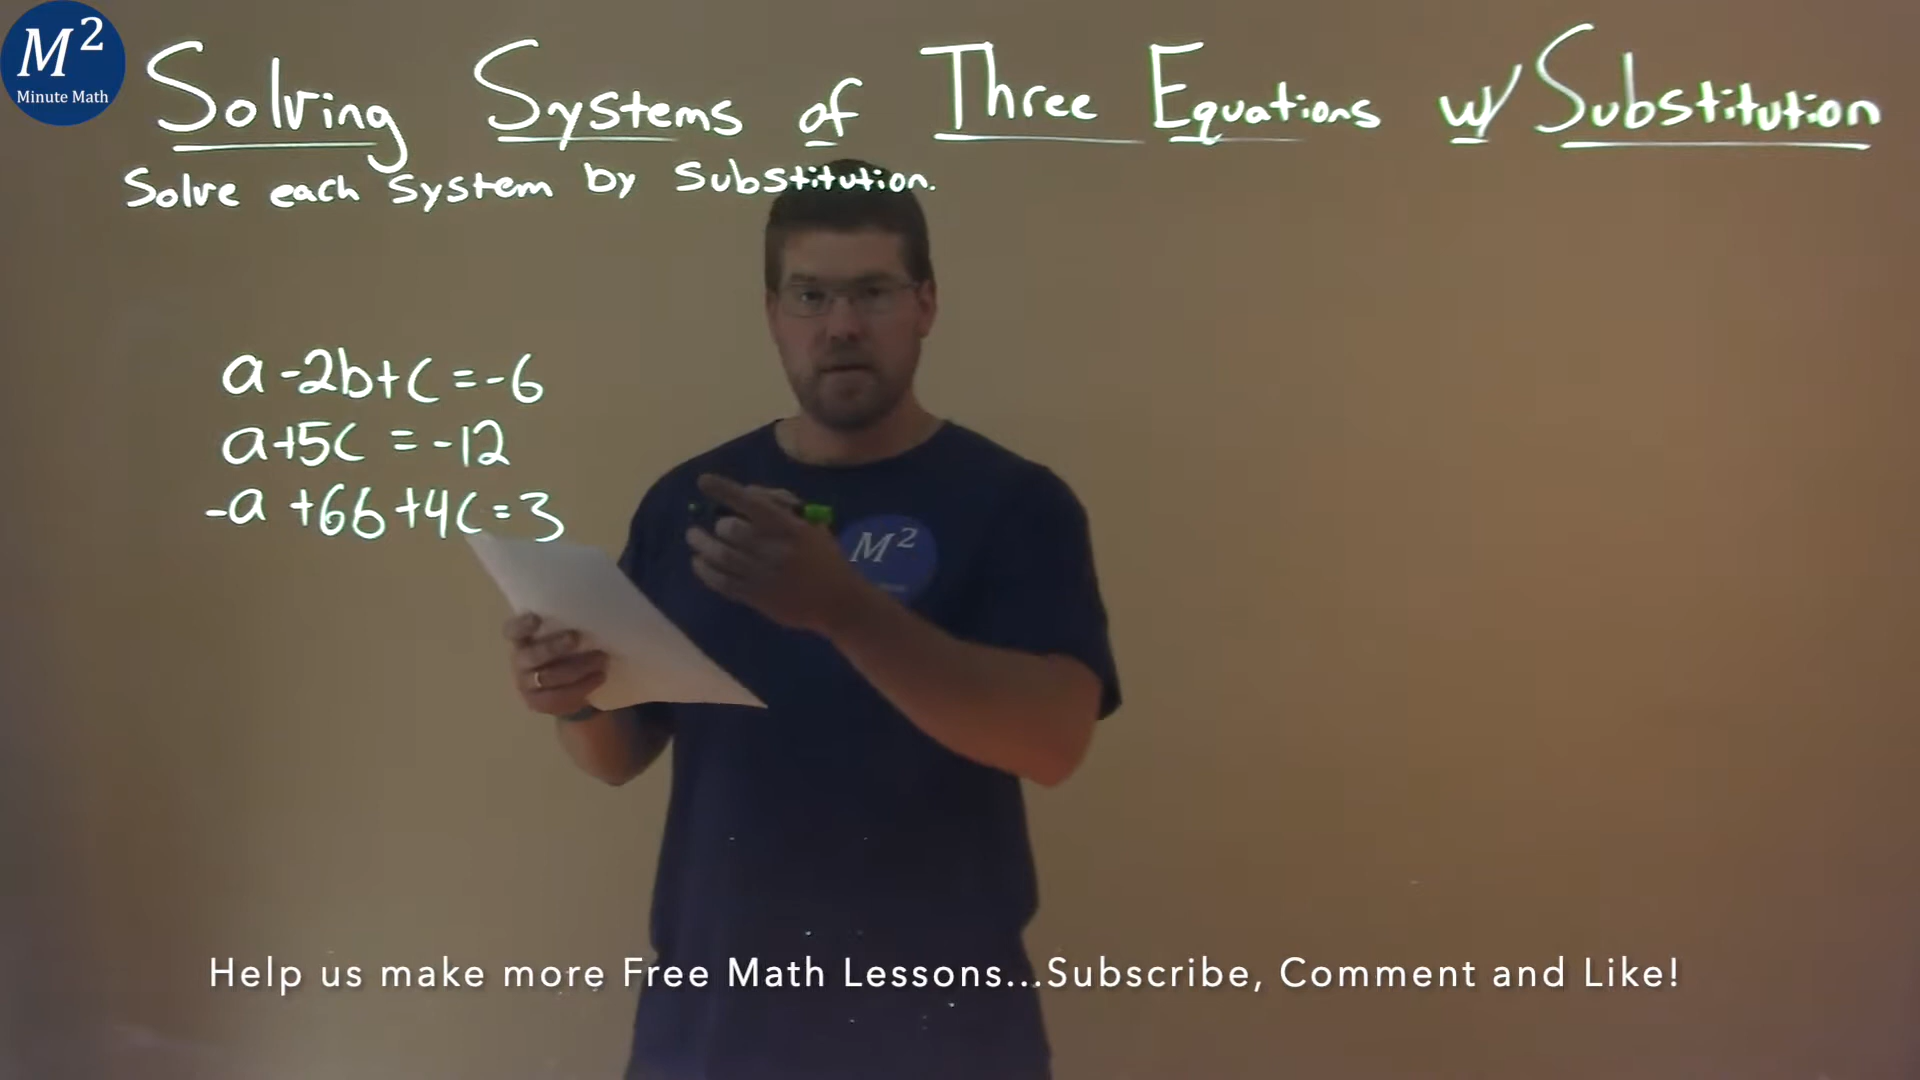 M²
Minute Math
Solving Systems of Three Equations w/ Substitution
Solve each system by substitution.
a-2b+c=-6
a+5c=-12
-a+6b+4c=3
M²
Help us make more Free Math Lessons...Subscribe, Comment and Like!